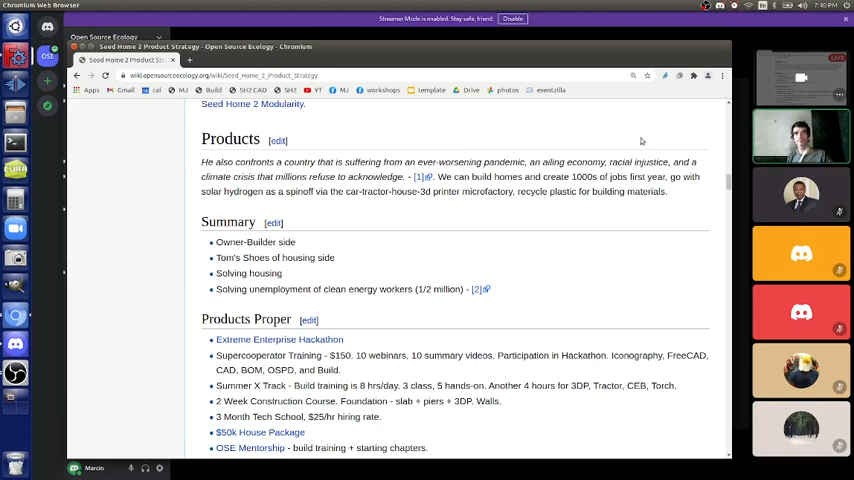 Chromium Web Browser
7:40 PM
Streamer Mode is enabled. Stay safe, friend.
Disable
Open Source Ecology
Seed Home 2 Product Strategy - Open Source Ecology - Chromium
Seed Home 2 Product Str
wiki.opensourceecology.org/wiki/Seed_Home_2_Product_Strategy
Apps
Gmail
cal
MJ
Build
SH2 CAD
YT
MJ
workshops
template
Drive
photos
eventzilla
OSE
LIVE
CURA
Seed Home 2 Modularity.
Products [edit]
He also confronts a country that is suffering from an ever-worsening pandemic, an ailing economy, racial injustice, and a
climate crisis that millions refuse to acknowledge. - [1]. We can build homes and create 1000s of jobs first year, go with
solar hydrogen as a spinoff via the car-tractor-house-3d printer microfactory, recycle plastic for building materials.
Summary [edit]
Owner-Builder side
Tom's Shoes of housing side
Solving housing
Solving unemployment of clean energy workers (1/2 million) - [2]
Products Proper [edit]
Extreme Enterprise Hackathon
Supercooperator Training - $150. 10 webinars, 10 summary videos. Participation in Hackathon. Iconography, FreeCAD,
CAD, BOM, OSPD, and Build.
Summer X Track - Build training is 8 hrs/day. 3 class, 5 hands-on. Another 4 hours for 3DP, Tractor, CEB, Torch.
2 Week Construction Course. Foundation - slab + piers + 3DP. Walls.
3 Month Tech School, $25/hr hiring rate.
$50k House Package
OSE Mentorship - build training + starting chapters.
Marcin